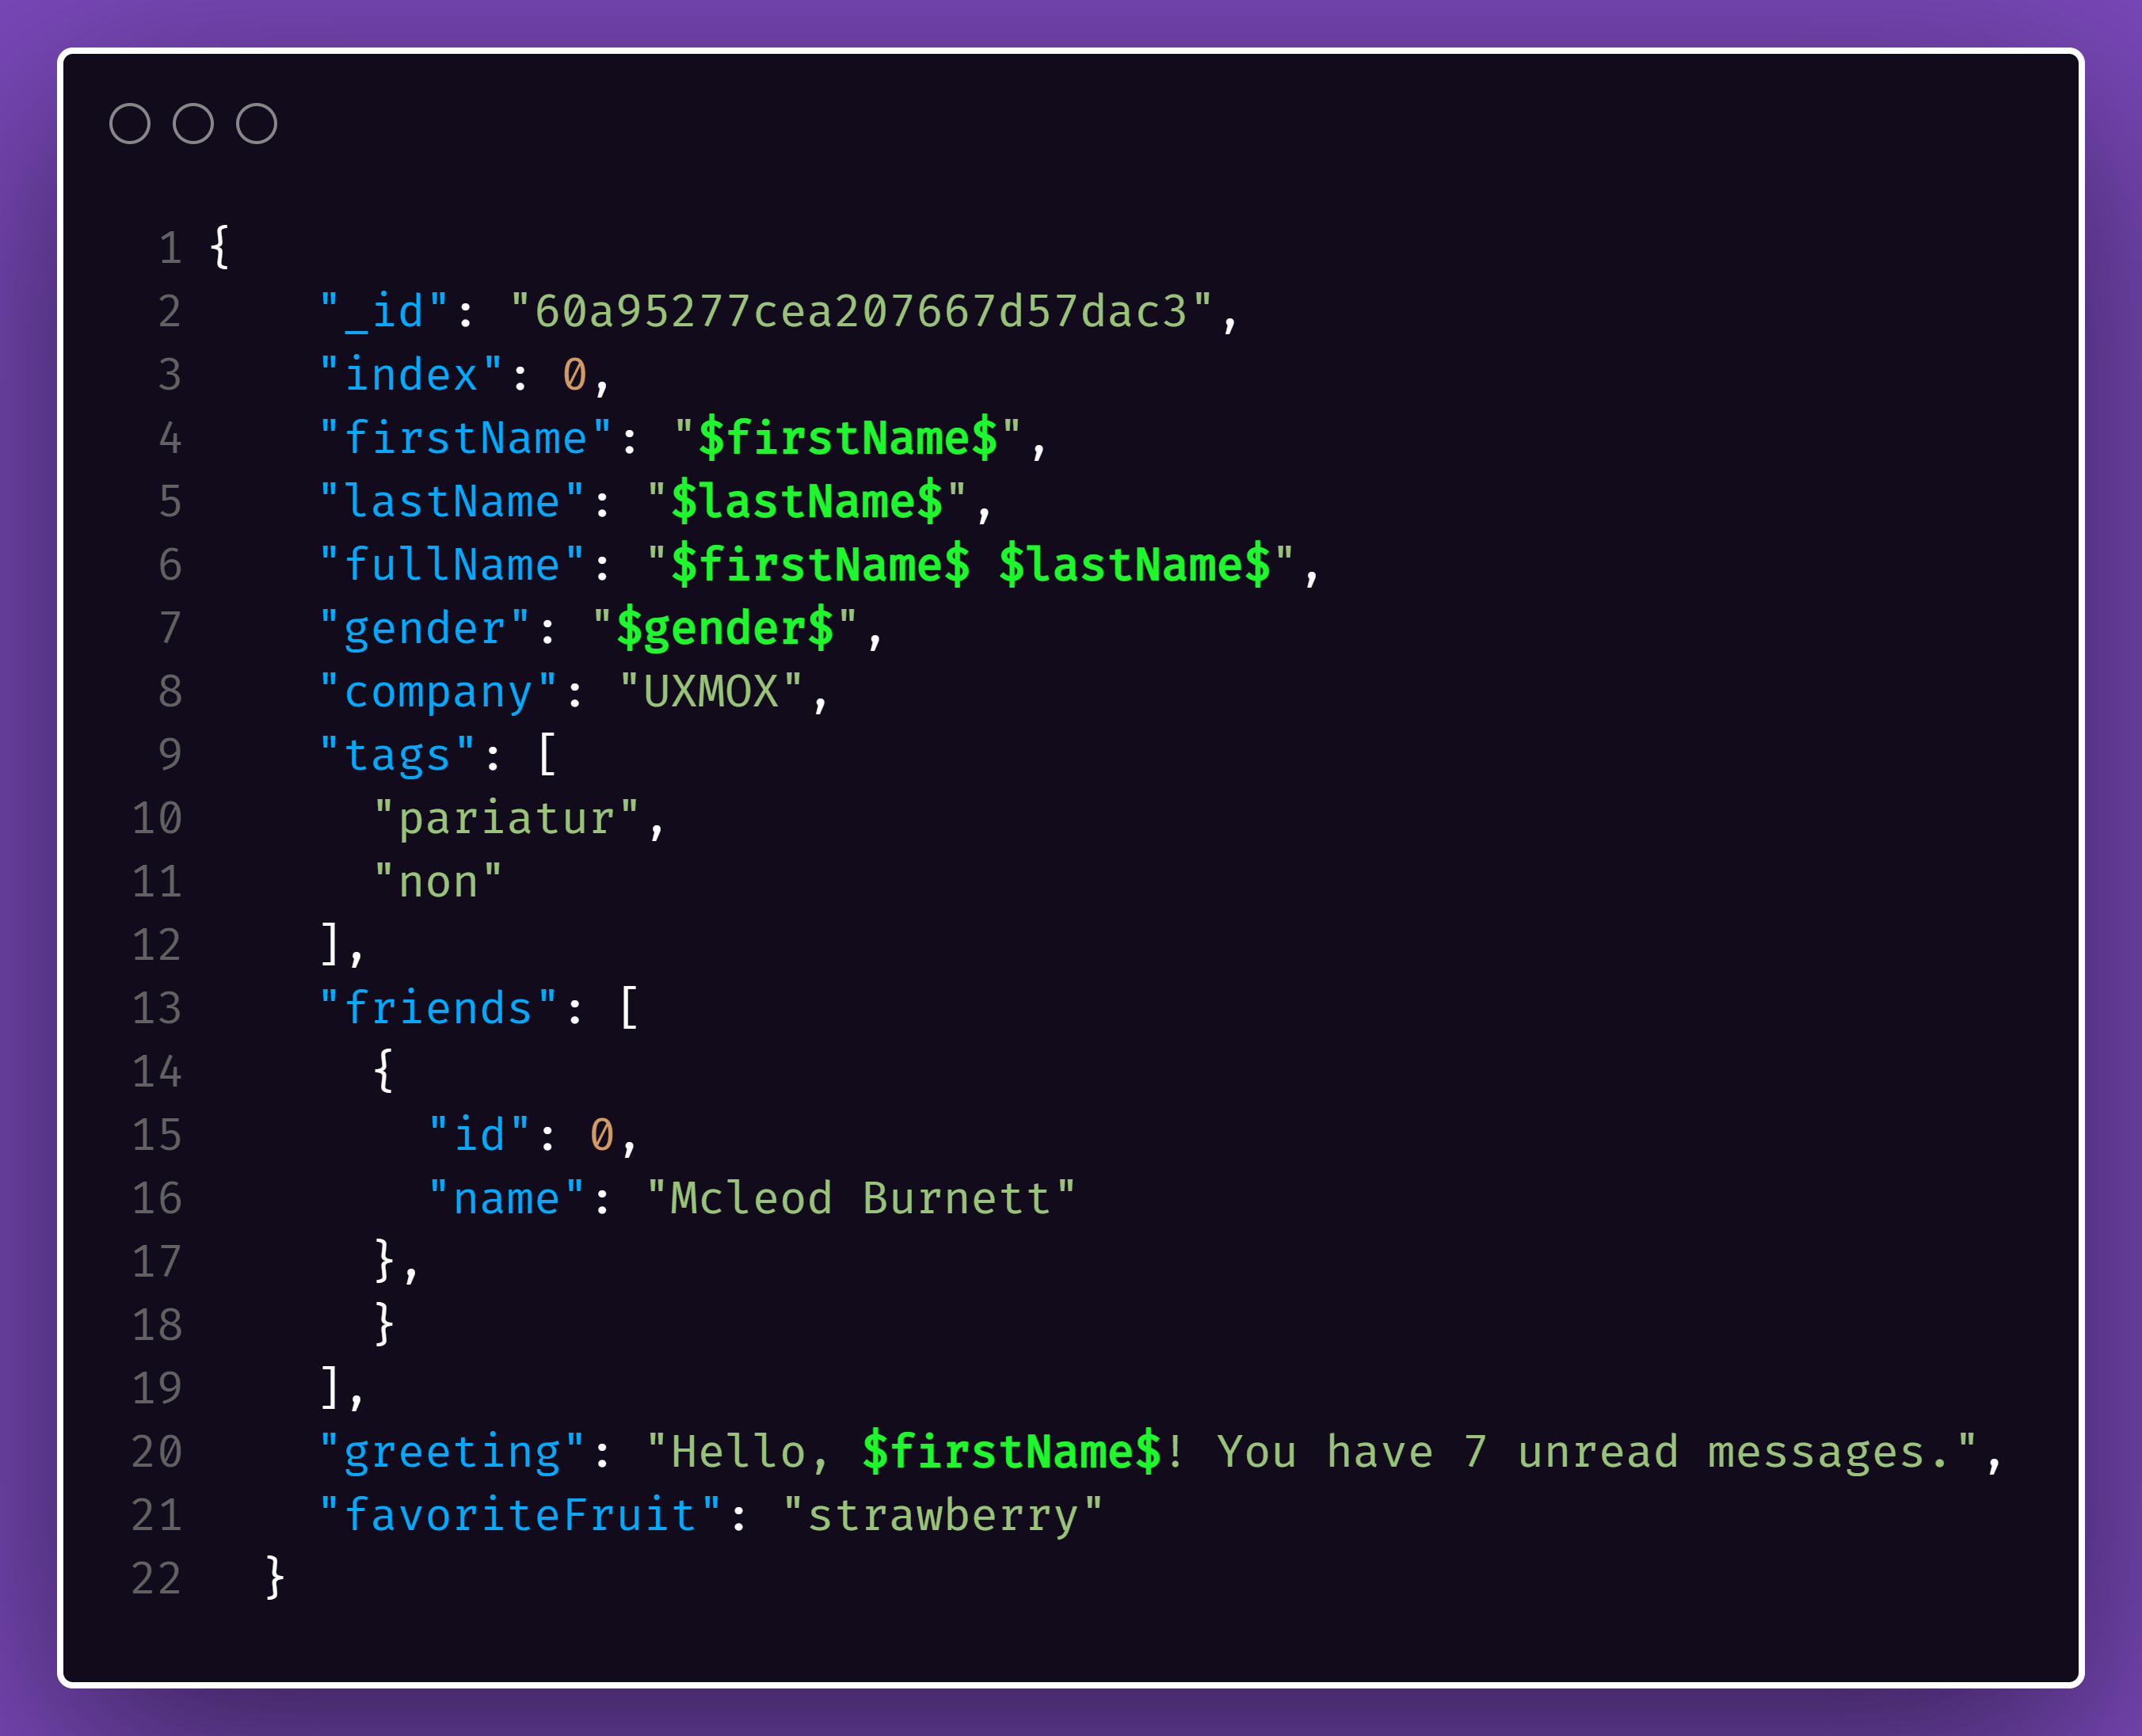 1 {
2     "_id": "60a95277cea207667d57dac3",
3     "index": 0,
4     "firstName": "$firstName$",
5     "lastName": "$lastName$",
6     "fullName": "$firstName$ $lastName$",
7     "gender": "$gender$",
8     "company": "UXMOX",
9     "tags": [
10       "pariatur",
11       "non"
12     ],
13     "friends": [
14       {
15         "id": 0,
16         "name": "Mcleod Burnett"
17       },
18       }
19     ],
20     "greeting": "Hello, $firstName$! You have 7 unread messages.",
21     "favoriteFruit": "strawberry"
22   }